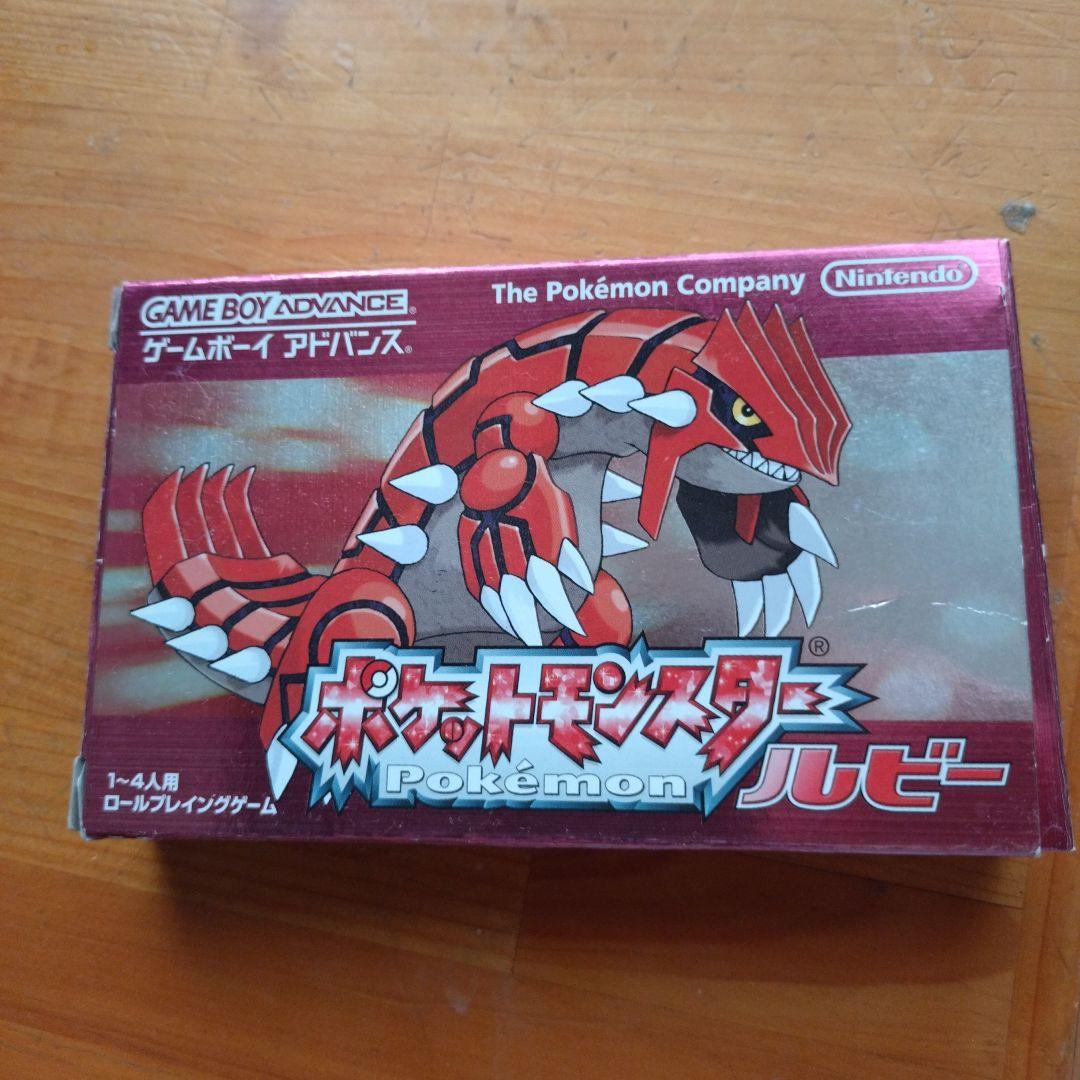 GAME BOY ADVANCE®
ゲームボーイ アドバンス®
The Pokémon Company
Nintendo®
ポケットモンスター®
Pokémon
ルビー
1~4人用
ロールプレイングゲーム